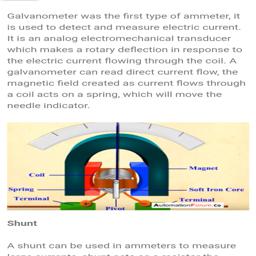 Galvanometer was the first type of ammeter, it
is used to detect and measure electric current.
It is an analog electromechanical transducer
which makes a rotary deflection in response to
the electric current flowing through the coil. A
galvanometer can read direct current flow, the
magnetic field created as current flows through
a coil acts on a spring, which will move the
needle indicator.
Coil
Magnet
Spring
Soft Iron Core
Terminal
Terminal
Pivot
AutomationForum.Co
Shunt
A shunt can be used in ammeters to measure